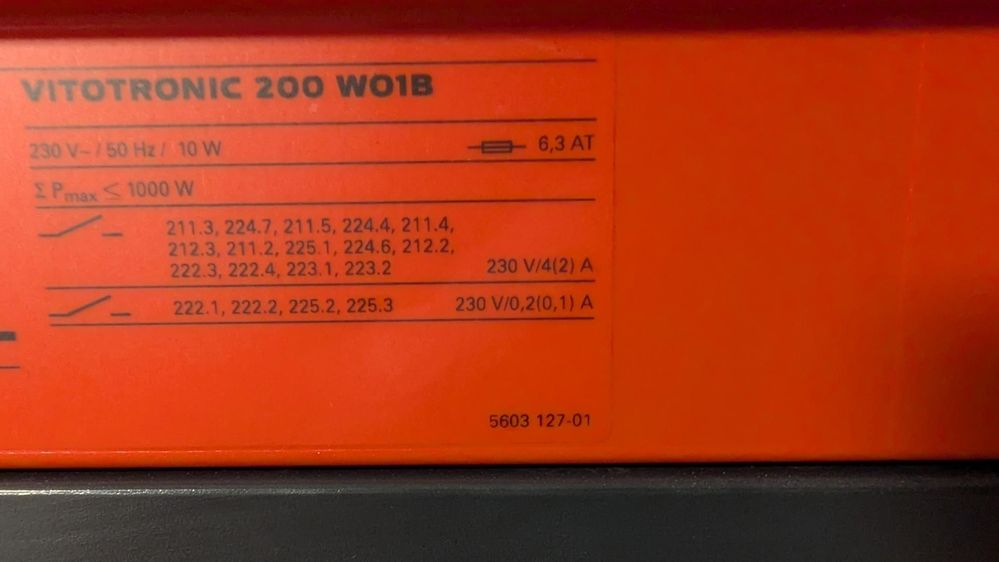 VITOTRONIC 200 WO1B
230 V~ / 50 Hz / 10 W 6,3 AT
Σ Pmax ≤ 1000 W
211.3, 224.7, 211.5, 224.4, 211.4,
212.3, 211.2, 225.1, 224.6, 212.2,
222.3, 222.4, 223.1, 223.2 230 V/4(2) A
222.1, 222.2, 225.2, 225.3 230 V/0,2(0,1) A
5603 127-01